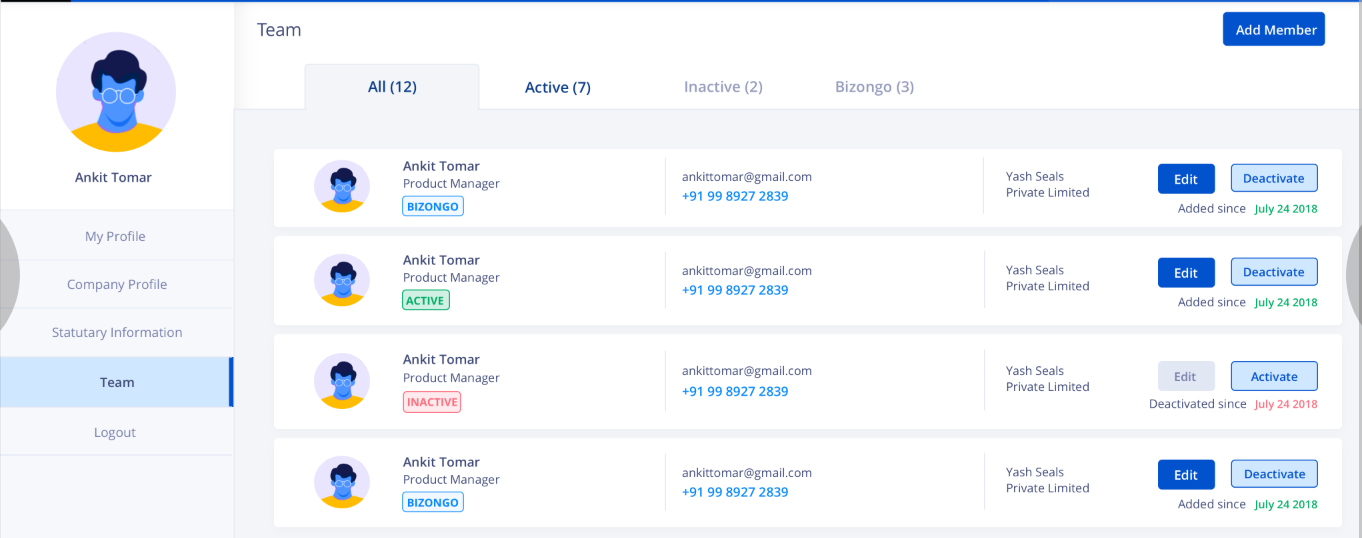 Team
Add Member
All (12)
Active (7)
Inactive (2)
Bizongo (3)
Ankit Tomar
My Profile
Company Profile
Statutary Information
Team
Logout
Ankit Tomar
Product Manager
BIZONGO
ankittomar@gmail.com
+91 99 8927 2839
Yash Seals
Private Limited
Edit
Deactivate
Added since July 24 2018
Ankit Tomar
Product Manager
ACTIVE
ankittomar@gmail.com
+91 99 8927 2839
Yash Seals
Private Limited
Edit
Deactivate
Added since July 24 2018
Ankit Tomar
Product Manager
INACTIVE
ankittomar@gmail.com
+91 99 8927 2839
Yash Seals
Private Limited
Edit
Activate
Deactivated since July 24 2018
Ankit Tomar
Product Manager
BIZONGO
ankittomar@gmail.com
+91 99 8927 2839
Yash Seals
Private Limited
Edit
Deactivate
Added since July 24 2018